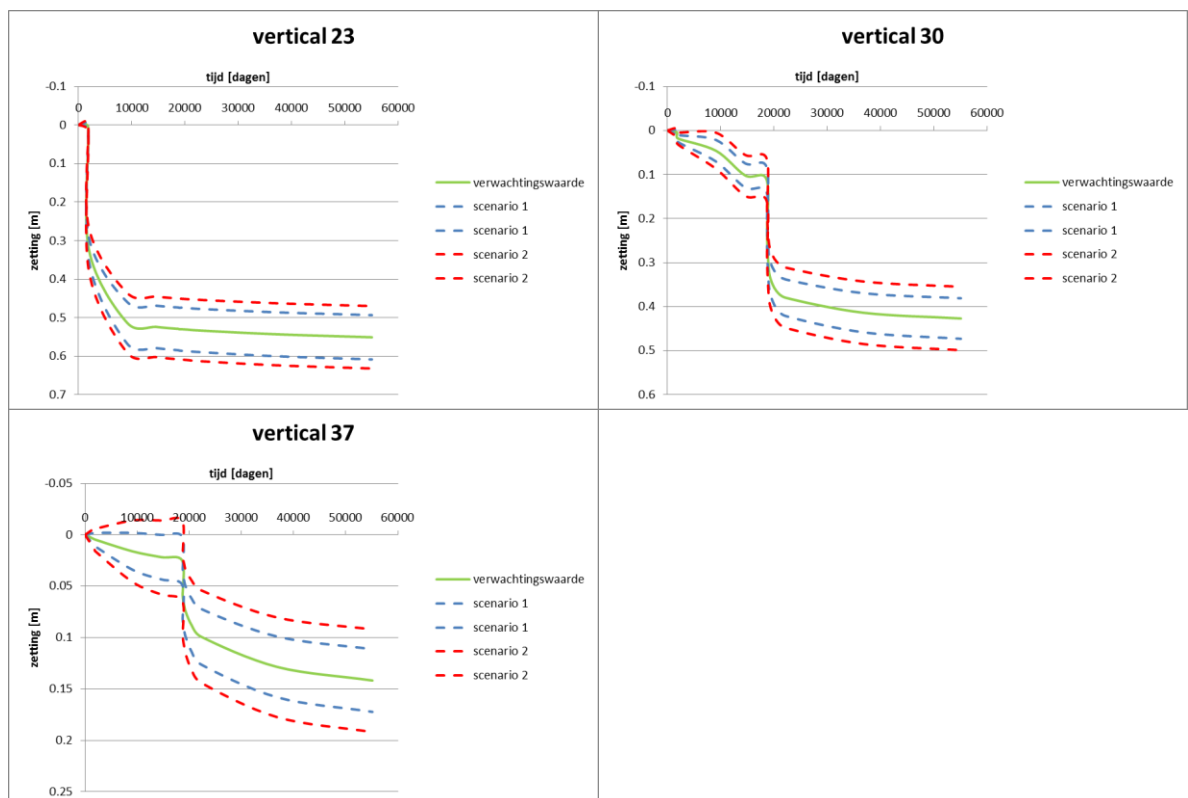 vertical 23
tijd [dagen]
-0.1
0 10000 20000 30000 40000 50000 60000
0
0.1
0.2
0.3
0.4
0.5
0.6
0.7
zetting [m]
verwachtingswaarde
scenario 1
scenario 1
scenario 2
scenario 2
vertical 30
tijd [dagen]
-0.1
0 10000 20000 30000 40000 50000 60000
0
0.1
0.2
0.3
0.4
0.5
0.6
zetting [m]
verwachtingswaarde
scenario 1
scenario 1
scenario 2
scenario 2
vertical 37
tijd [dagen]
-0.05
0 10000 20000 30000 40000 50000 60000
0
0.05
0.1
0.15
0.2
0.25
zetting [m]
verwachtingswaarde
scenario 1
scenario 1
scenario 2
scenario 2